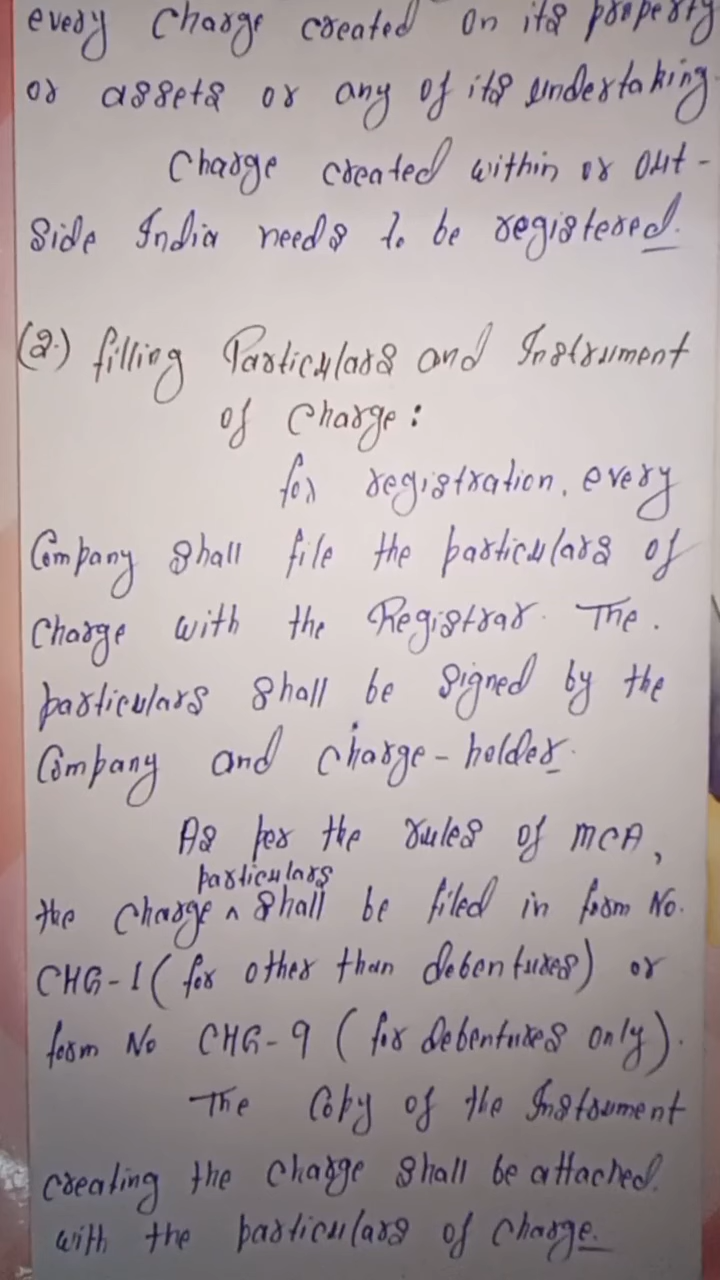 every charge created on its property
or assets or any of its undertaking.
Charge created within or out-
side India needs to be registered.
(2.) filling Particulars and Instrument
of Charge:
for registration, every
Company shall file the particulars of
Charge with the Registrar. The.
particulars shall be signed by the
Company and charge-holder.
As per the rules of MCA,
particulars
the charge ^ shall be filed in form No.
CHG-1 (for other than debentures) or
form No CHG-9 (for debentures only).
The Copy of the Instrument
creating the charge shall be attached.
with the particulars of charge.